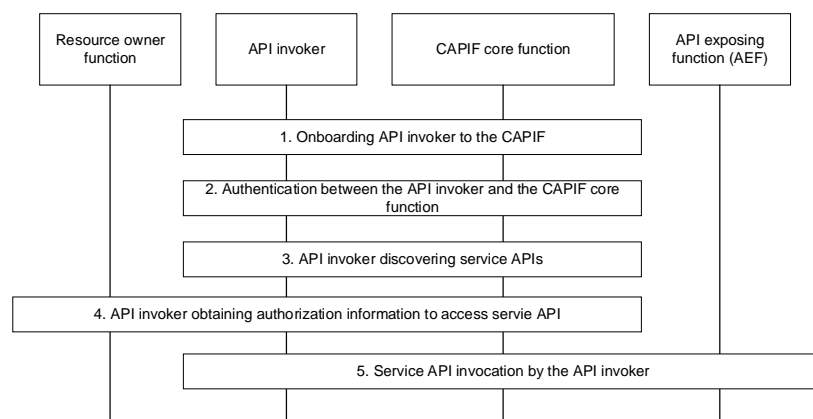 Resource owner
function
API invoker
CAPIF core function
API exposing
function (AEF)
1. Onboarding API invoker to the CAPIF
2. Authentication between the API invoker and the CAPIF core
function
3. API invoker discovering service APIs
4. API invoker obtaining authorization information to access servie API
5. Service API invocation by the API invoker